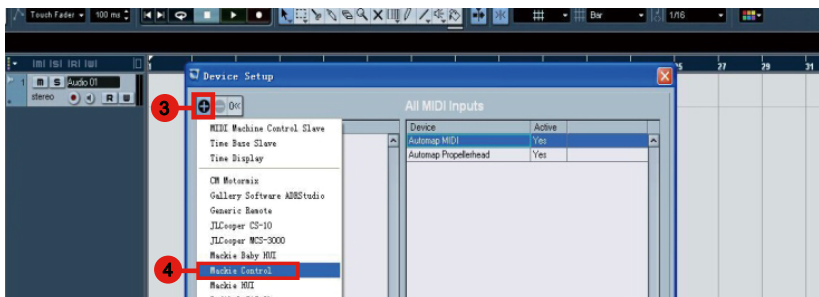 Touch Fader 100 ms Bar 1/16
25 27 29 31
1 m S Audio 01
stereo R W
Device Setup
3
All MIDI Inputs
MIDI Machine Control Slave
Time Base Slave
Time Display
CM Motormix
Gallery Software ADRStudio
Generic Remote
JLCooper CS-10
JLCooper MCS-3000
Mackie Baby HUI
4 Mackie Control
Mackie HUI
Device Active
Automap MIDI Yes
Automap Propellerhead Yes